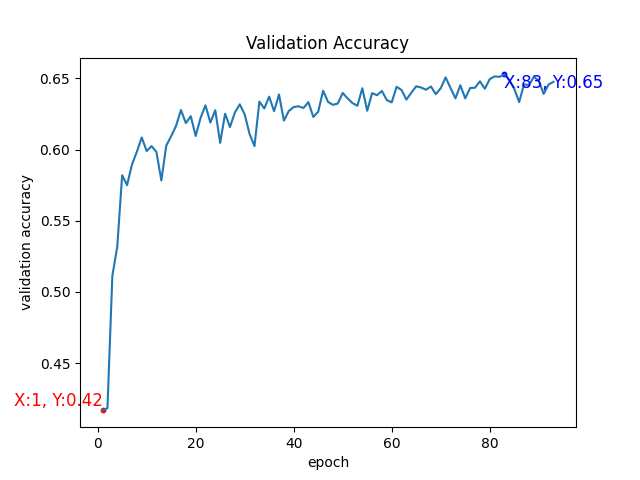 Validation Accuracy
validation accuracy
0.65
0.60
0.55
0.50
0.45
X:83, Y:0.65
X:1, Y:0.42
0
20
40
60
80
epoch